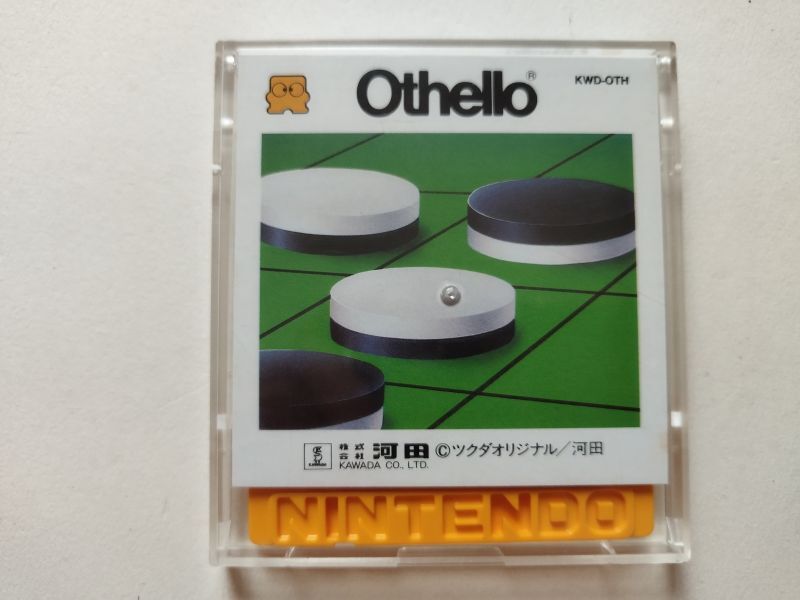 Othello®
KWD-OTH
株式会社 河田 ©ツクダオリジナル／河田
KAWADA CO., LTD.
KAWADA
NINTENDO